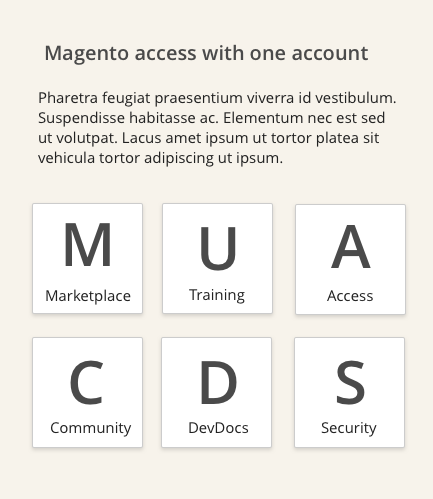 Magento access with one account
Pharetra feugiat praesentium viverra id vestibulum.
Suspendisse habitasse ac. Elementum nec est sed
ut volutpat. Lacus amet ipsum ut tortor platea sit
vehicula tortor adipiscing ut ipsum.
M
Marketplace
U
Training
A
Access
C
Community
D
DevDocs
S
Security